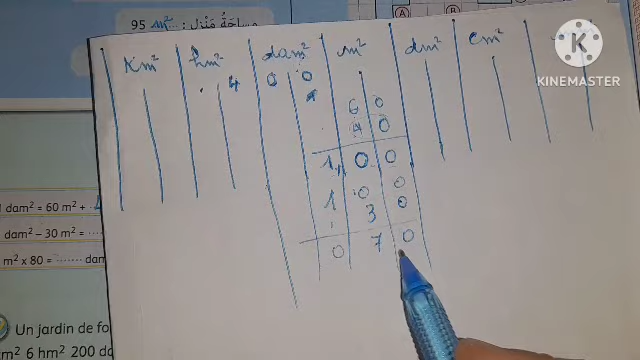 95 m² : مساحة منزل
Km² hm² dam² m² dm² cm²
4 0 0
6 0
4 0
1 0 0
1 0 0
3 0
0 7 0
dam² = 60 m² +
dam² − 30 m² =
m² x 80 = dam
Un jardin de fo
m² 6 hm² 200 da
KINEMASTER